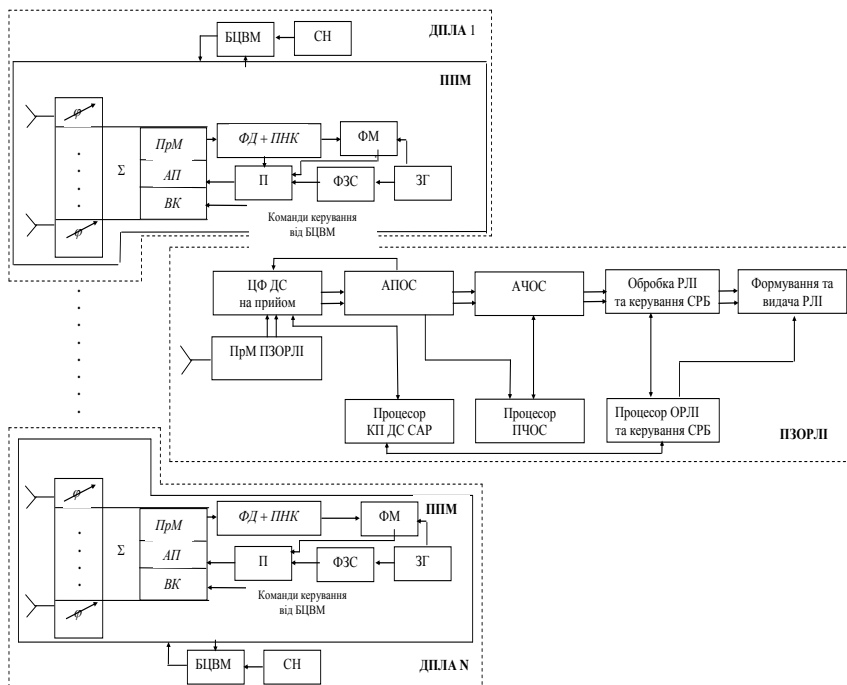 ДПЛА 1
БЦВМ
СН
ППМ
φ
ПрМ
ФД + ПНК
ФМ
Σ
АП
П
ФЗС
ЗГ
ВК
Команди керування
від БЦВМ
φ
ЦФ ДС
на прийом
АПОС
АЧОС
Обробка РЛІ
та керування СРБ
Формування та
видача РЛІ
ПрМ ПЗОРЛІ
Процесор
КП ДС САР
Процесор
ПЧОС
Процесор ОРЛІ
та керування СРБ
ПЗОРЛІ
ППМ
φ
ПрМ
ФД + ПНК
ФМ
Σ
АП
П
ФЗС
ЗГ
ВК
Команди керування
від БЦВМ
φ
БЦВМ
СН
ДПЛА N